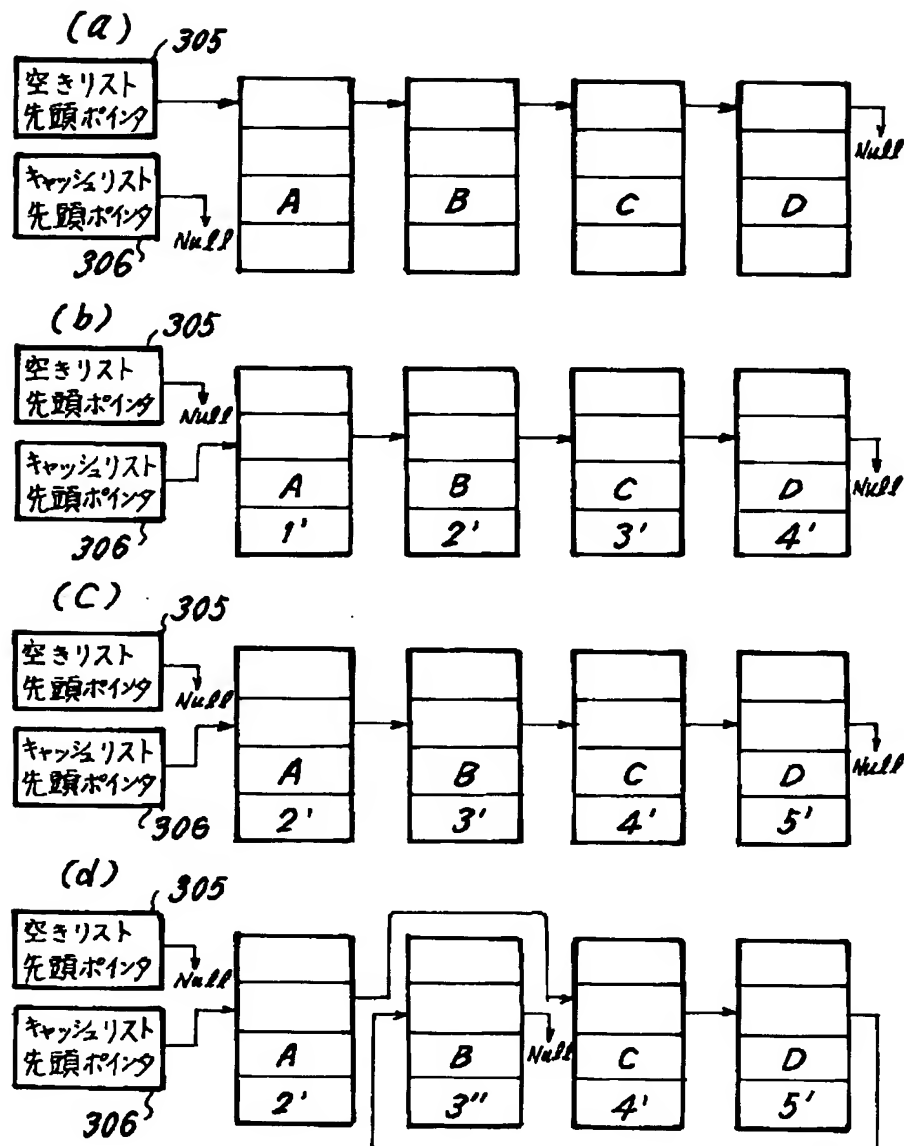 (a)
305
空きリスト
先頭ポインタ
キャッシュリスト
先頭ポインタ
306
Null
A
B
C
D
Null
(b)
305
空きリスト
先頭ポインタ
Null
キャッシュリスト
先頭ポインタ
306
A
B
C
D
Null
1'
2'
3'
4'
(C)
305
空きリスト
先頭ポインタ
Null
キャッシュリスト
先頭ポインタ
306
A
B
C
D
Null
2'
3'
4'
5'
(d)
305
空きリスト
先頭ポインタ
Null
キャッシュリスト
先頭ポインタ
306
A
B
Null
C
D
2'
3''
4'
5'